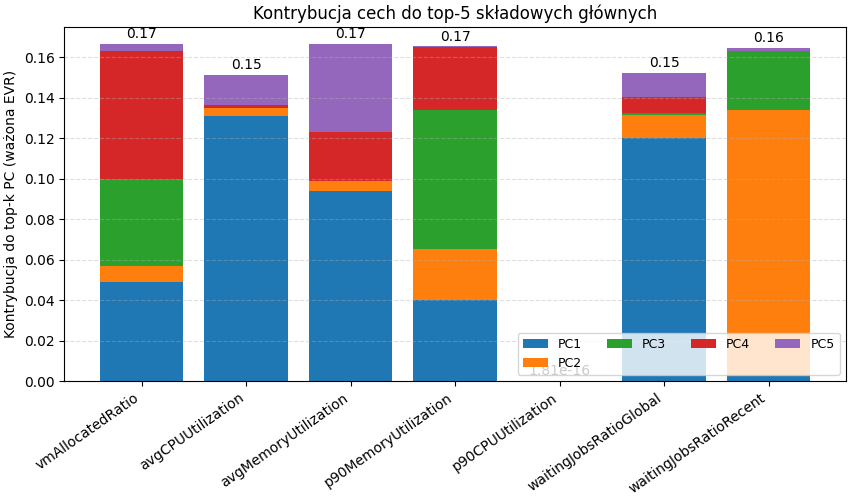 Kontrybucja cech do top-5 składowych głównych
Kontrybucja do top-k PC (ważona EVR)
0.16
0.14
0.12
0.10
0.08
0.06
0.04
0.02
0.00
0.17
0.15
0.17
0.17
1.81e-16
0.15
0.16
PC1
PC2
PC3
PC4
PC5
vmAllocatedRatio
avgCPUUtilization
avgMemoryUtilization
p90MemoryUtilization
p90CPUUtilization
waitingJobsRatioGlobal
waitingJobsRatioRecent